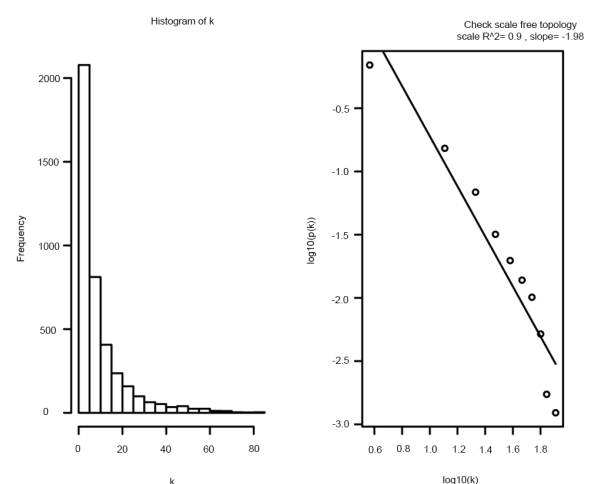 Histogram of k
Frequency
2000
1500
1000
500
0
0 20 40 60 80
k
Check scale free topology
scale R^2= 0.9 , slope= -1.98
log10(p(k))
-0.5
-1.0
-1.5
-2.0
-2.5
-3.0
0.6 0.8 1.0 1.2 1.4 1.6 1.8
log10(k)